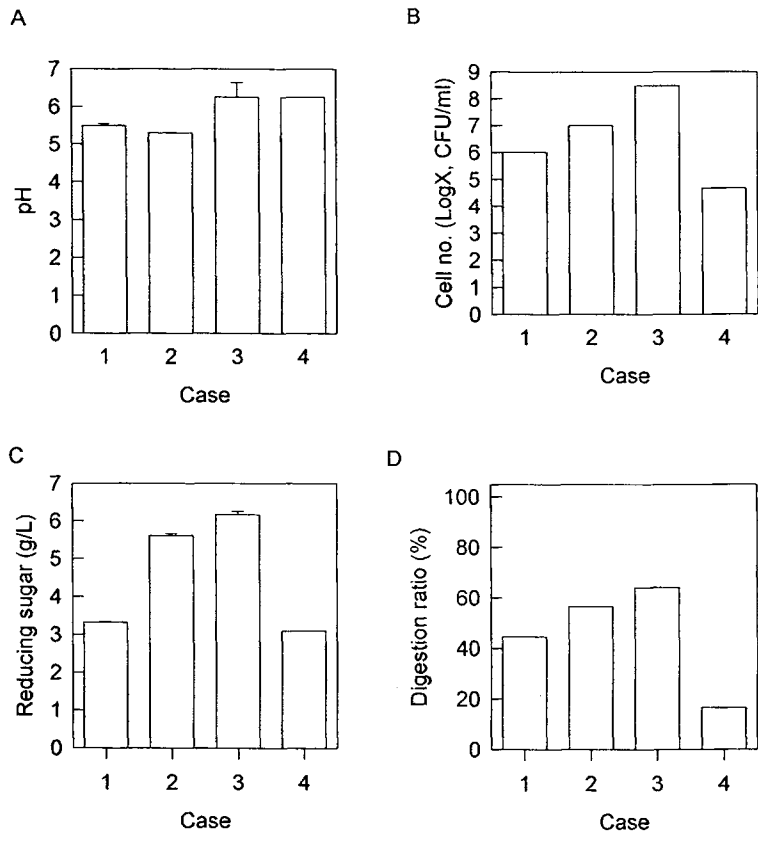 A
7
6
5
4
3
2
1
0
pH
1 2 3 4
Case
B
9
8
7
6
5
4
3
2
1
0
Cell no. (LogX, CFU/ml)
1 2 3 4
Case
C
7
6
5
4
3
2
1
0
Reducing sugar (g/L)
1 2 3 4
Case
D
100
80
60
40
20
0
Digestion ratio (%)
1 2 3 4
Case